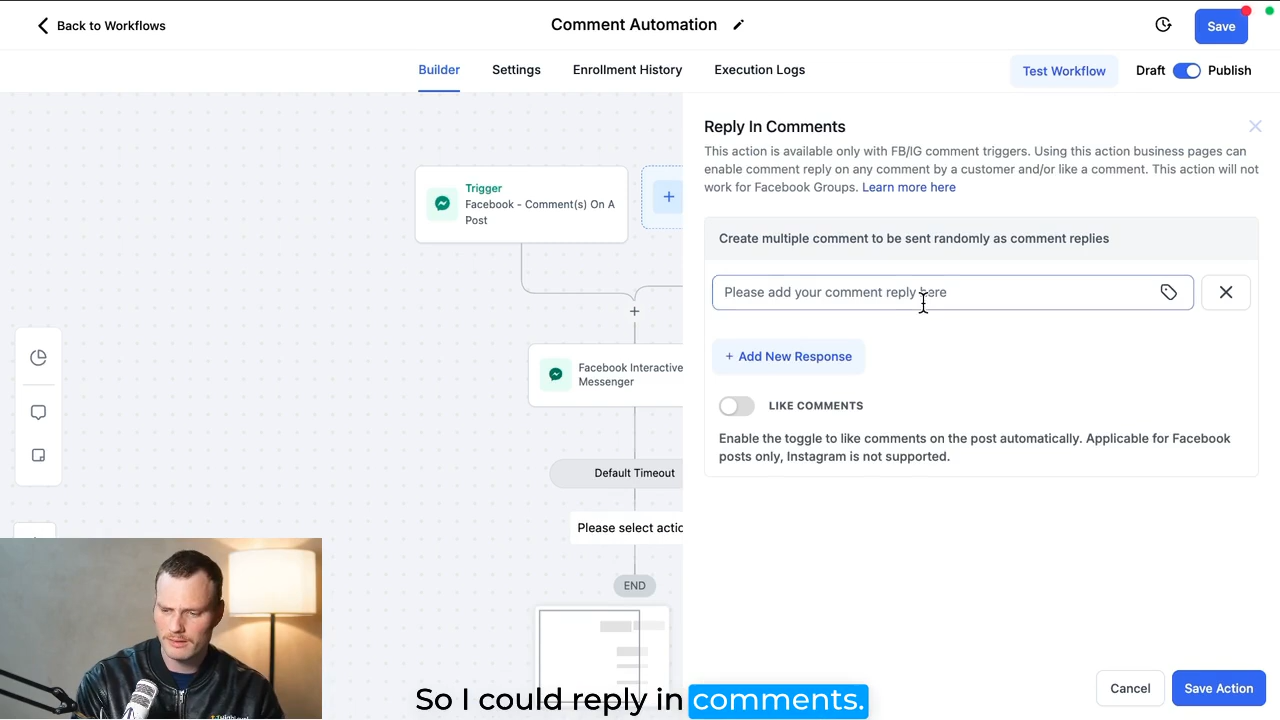 Back to Workflows
Comment Automation
Save
Builder
Settings
Enrollment History
Execution Logs
Test Workflow
Draft
Publish
Trigger
Facebook - Comment(s) On A
Post
Facebook Interactive
Messenger
Default Timeout
Please select actio
END
Reply In Comments
This action is available only with FB/IG comment triggers. Using this action business pages can
enable comment reply on any comment by a customer and/or like a comment. This action will not
work for Facebook Groups. Learn more here
Create multiple comment to be sent randomly as comment replies
Please add your comment reply here
+ Add New Response
LIKE COMMENTS
Enable the toggle to like comments on the post automatically. Applicable for Facebook
posts only, Instagram is not supported.
Cancel
Save Action
So I could reply in comments.